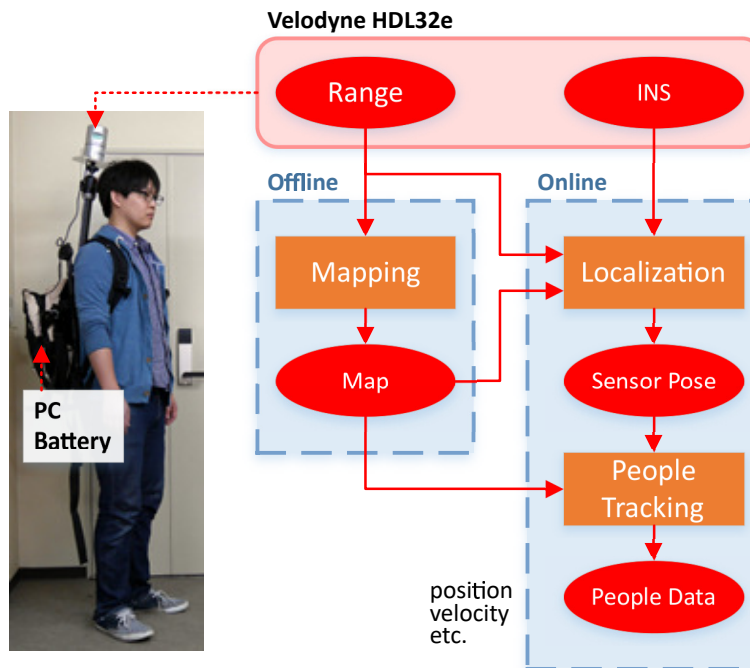 Velodyne HDL32e
Range
INS
Offline
Online
Mapping
Localization
Map
Sensor Pose
PC
Battery
People
Tracking
position
velocity
etc.
People Data